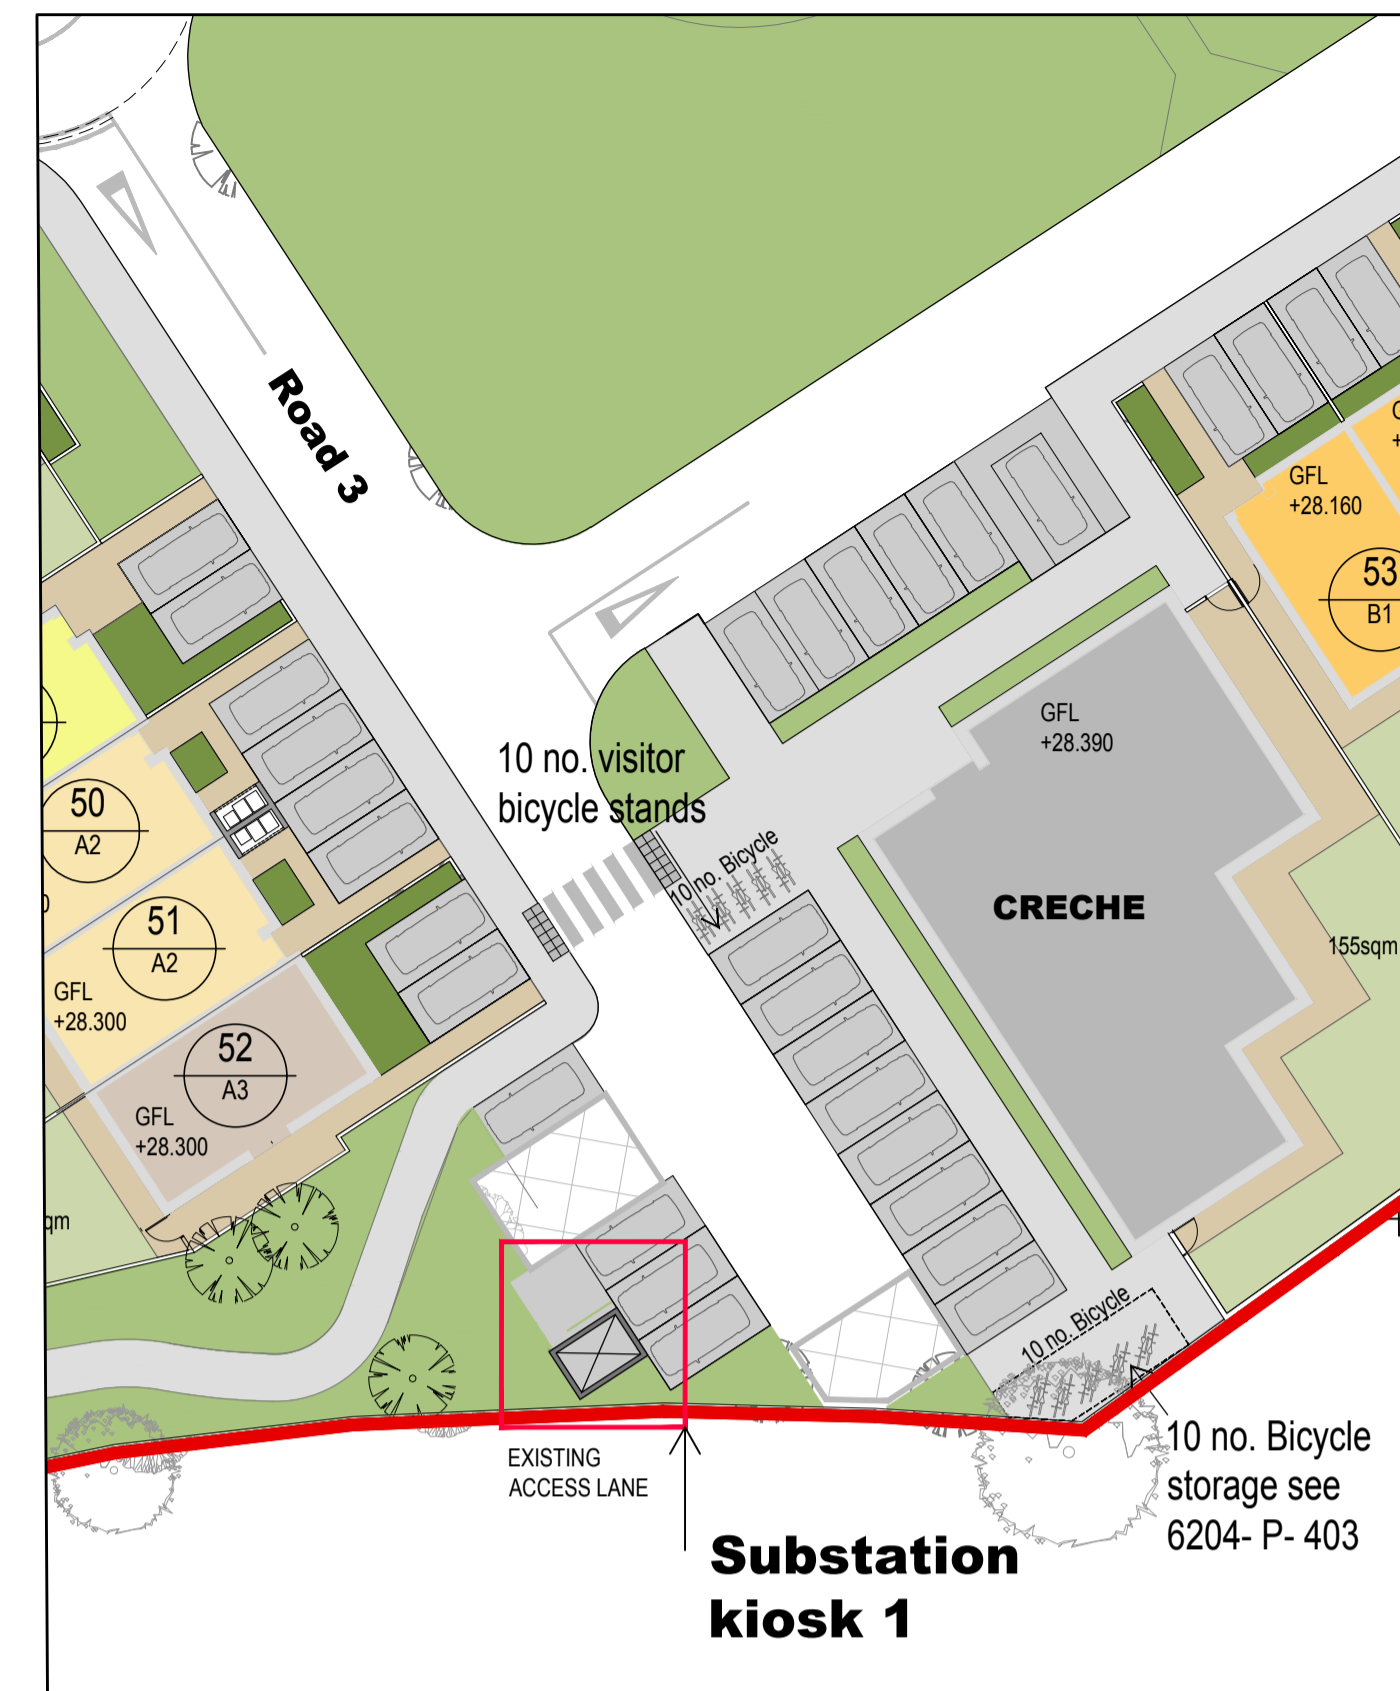 Road 3
GFL
+28.160
53
B1
GFL
+28.390
10 no. visitor
bicycle stands
10 no. Bicycle
50
A2
CRECHE
51
A2
155sqm
GFL
+28.300
52
A3
GFL
+28.300
qm
10 no. Bicycle
EXISTING
ACCESS LANE
10 no. Bicycle
storage see
6204- P- 403
Substation
kiosk 1